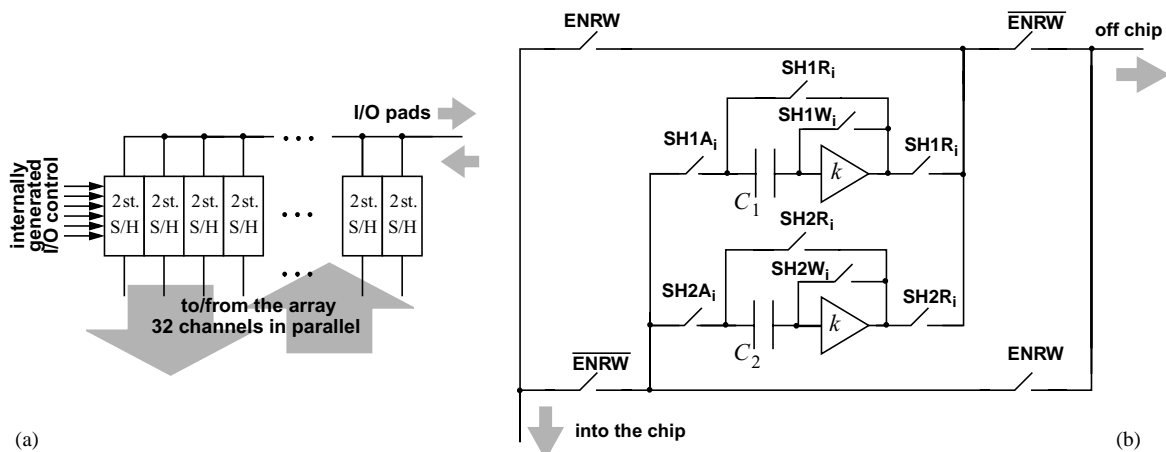 I/O pads
internally
generated
I/O control
2st. 2st. 2st. 2st. 2st. 2st.
S/H S/H S/H S/H S/H S/H
to/from the array
32 channels in parallel
(a)
ENRW
ENRW
off chip
SH1Ri
SH1Wi
SH1Ai
SH1Ri
k
C1
SH2Ri
SH2Wi
SH2Ai
SH2Ri
k
C2
ENRW
ENRW
into the chip
(b)